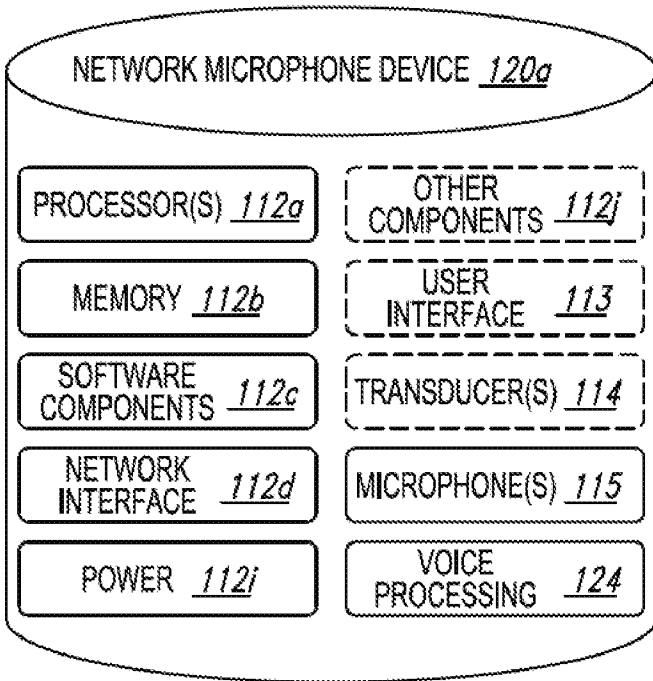 NETWORK MICROPHONE DEVICE 120a
PROCESSOR(S) 112a
MEMORY 112b
SOFTWARE
COMPONENTS 112c
NETWORK
INTERFACE 112d
POWER 112i
OTHER
COMPONENTS 112j
USER
INTERFACE 113
TRANSDUCER(S) 114
MICROPHONE(S) 115
VOICE
PROCESSING 124